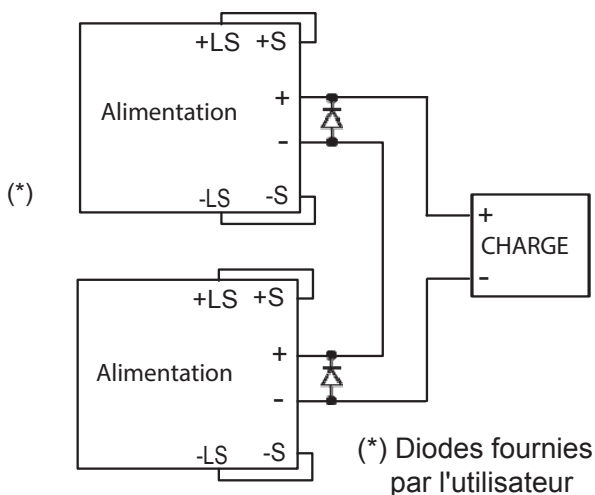 +LS +S
+
Alimentation
-
(*)
-LS -S
+
CHARGE
-
+LS +S
+
Alimentation
-
-LS -S
(*) Diodes fournies
par l'utilisateur